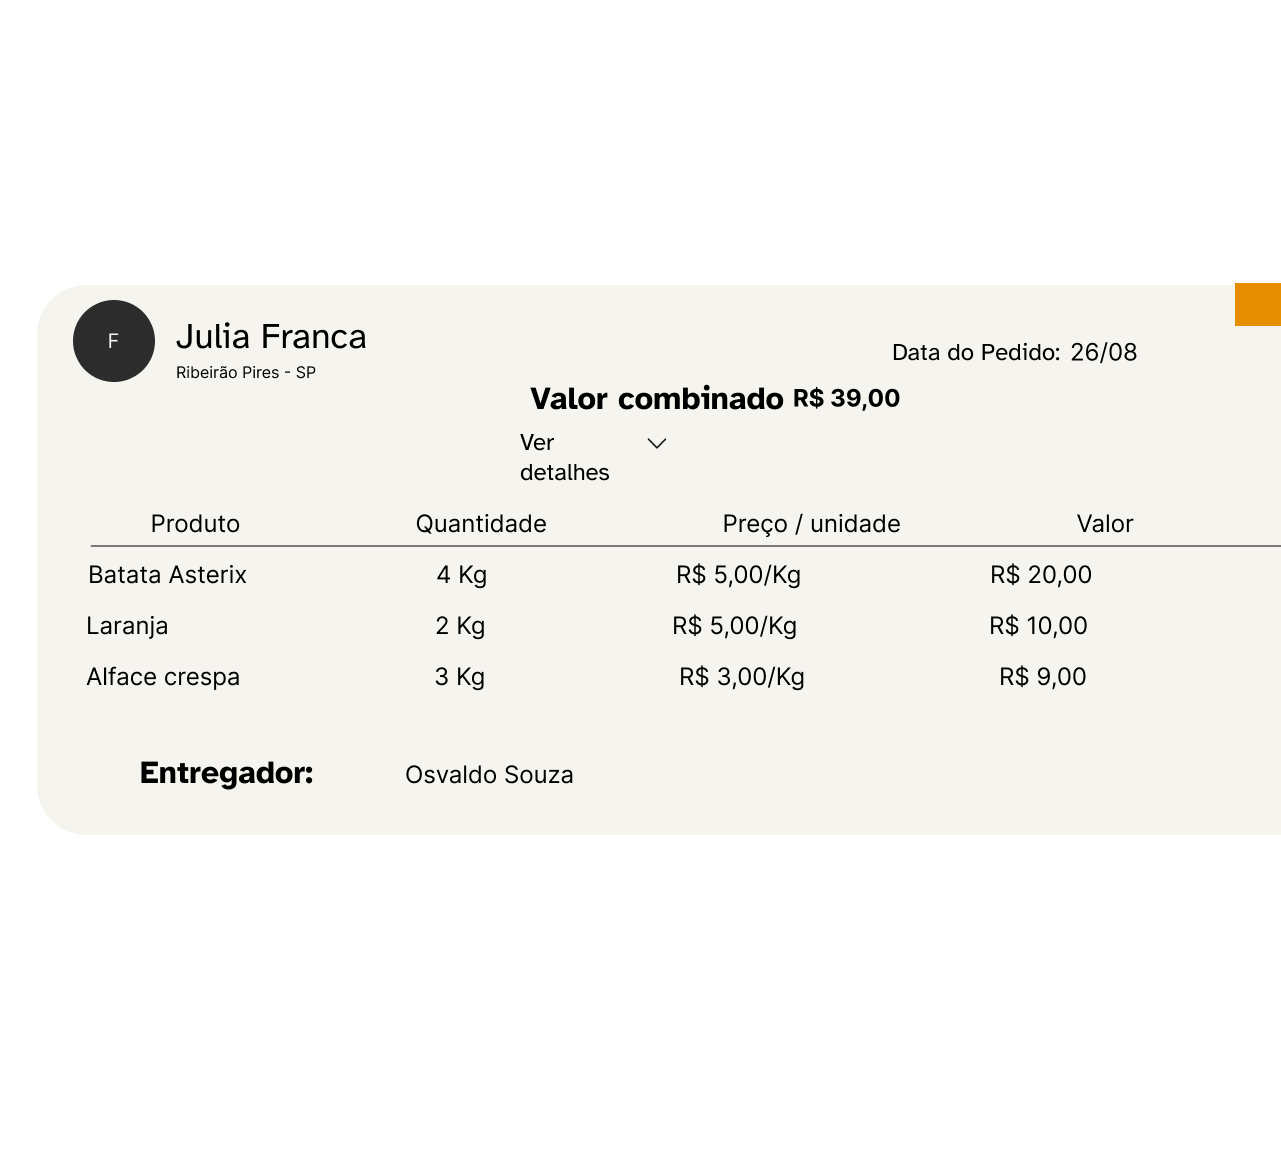 F
Julia Franca
Ribeirão Pires - SP
Data do Pedido: 26/08
Valor combinado R$ 39,00
Ver
detalhes
Produto Quantidade Preço / unidade Valor
Batata Asterix 4 Kg R$ 5,00/Kg R$ 20,00
Laranja 2 Kg R$ 5,00/Kg R$ 10,00
Alface crespa 3 Kg R$ 3,00/Kg R$ 9,00
Entregador: Osvaldo Souza